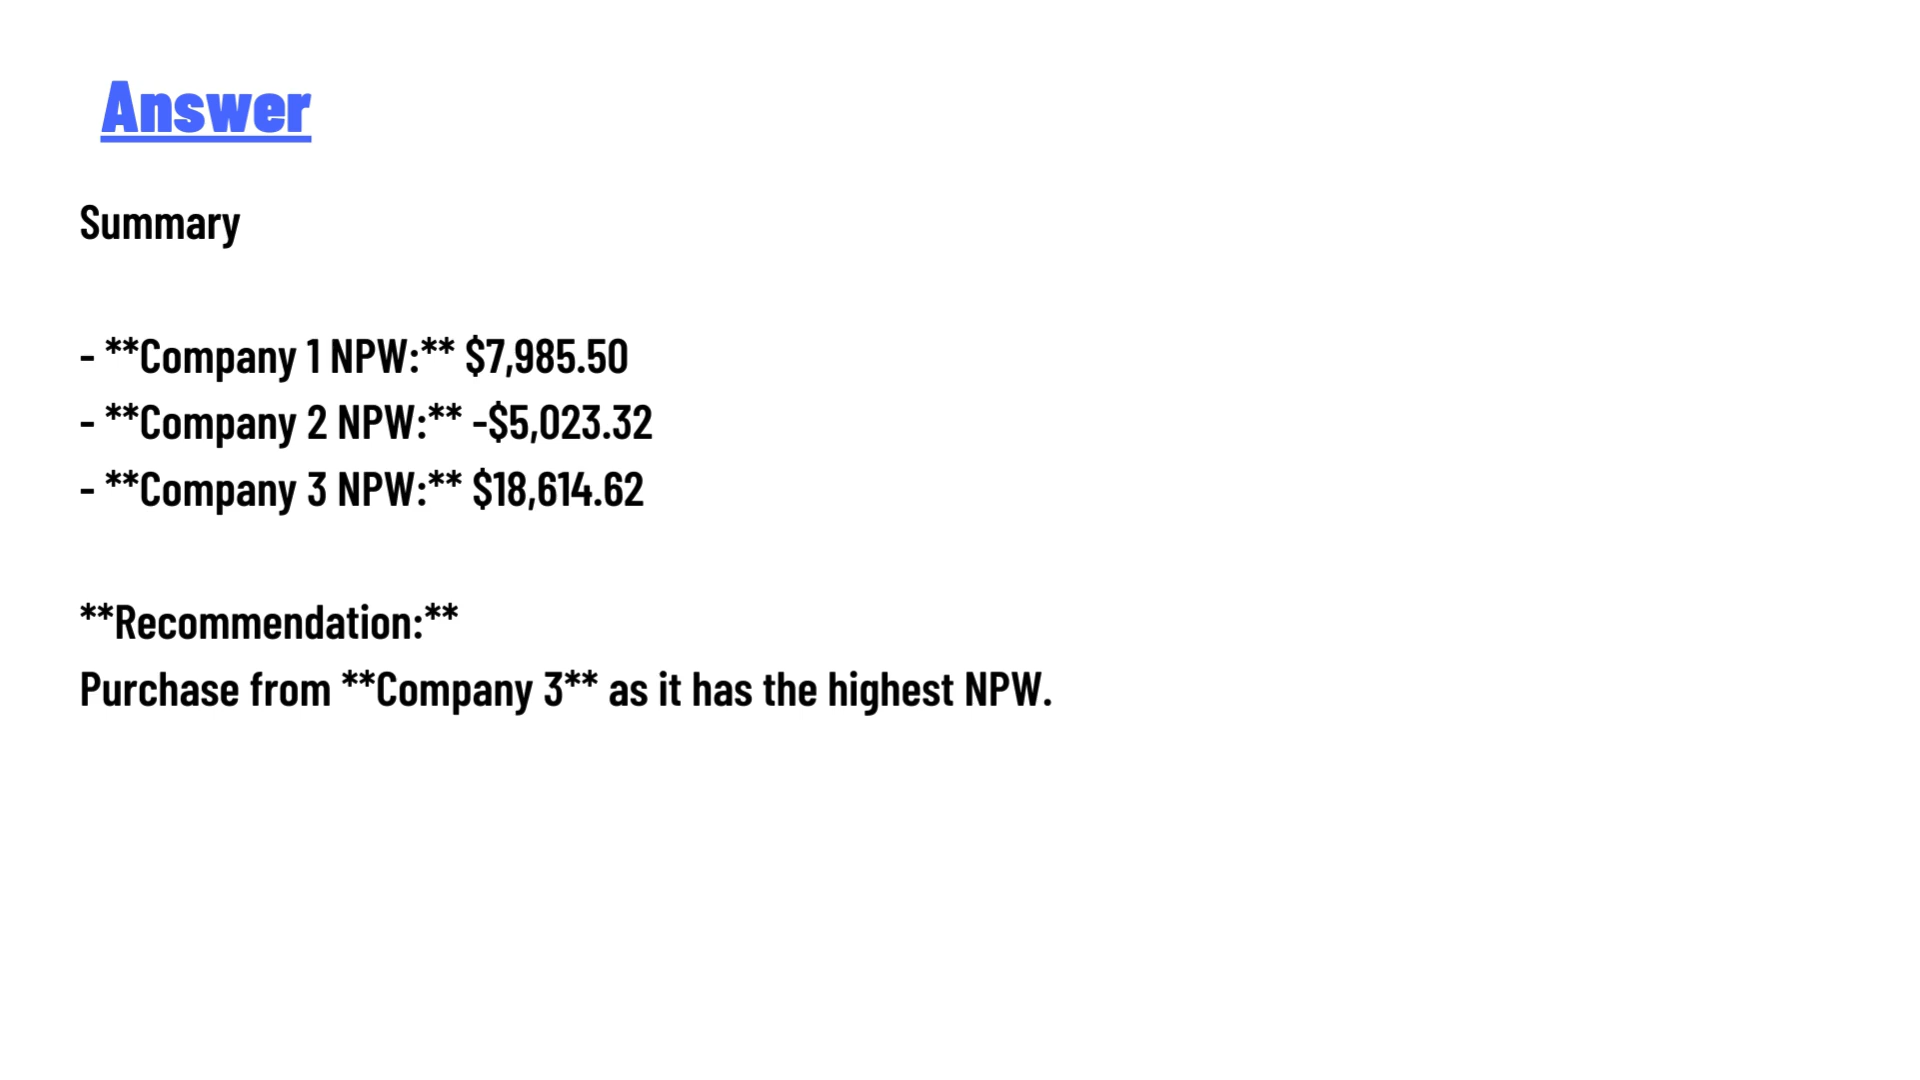 Answer
Summary
- **Company 1 NPW:** $7,985.50
- **Company 2 NPW:** -$5,023.32
- **Company 3 NPW:** $18,614.62
**Recommendation:**
Purchase from **Company 3** as it has the highest NPW.